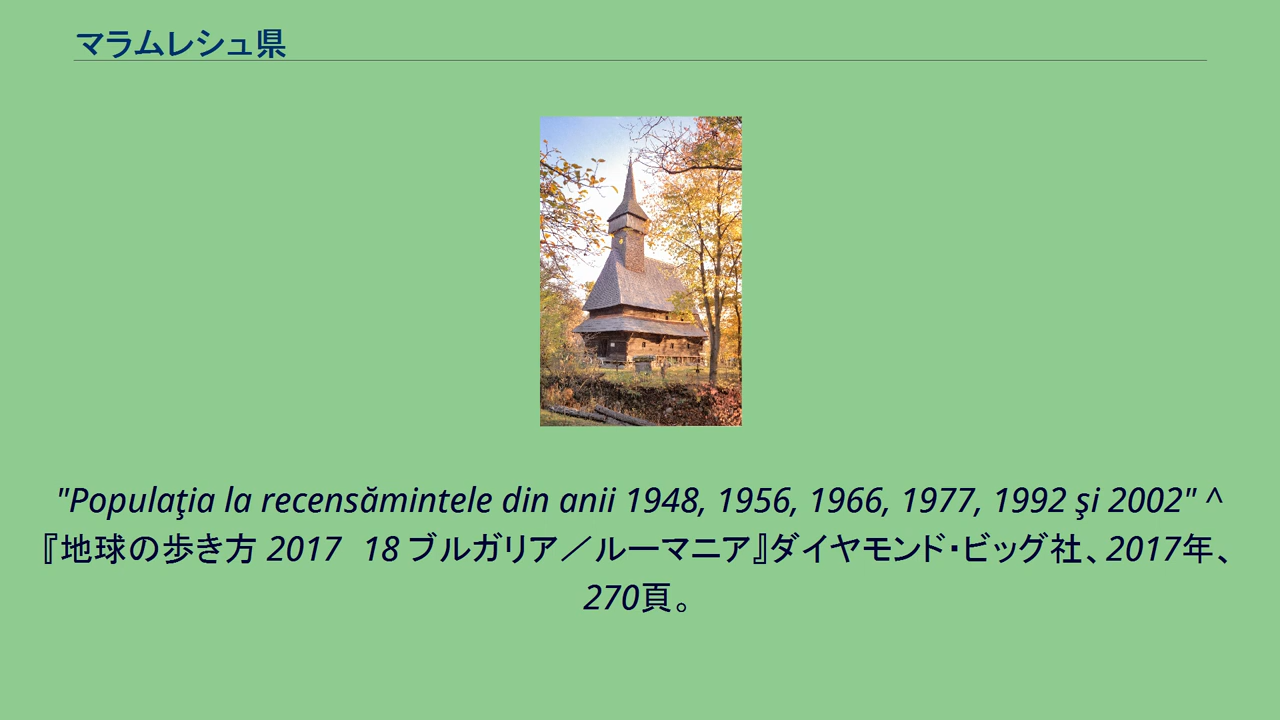 マラムレシュ県
"Populaţia la recensămintele din anii 1948, 1956, 1966, 1977, 1992 şi 2002" ^
『地球の歩き方 2017 18 ブルガリア／ルーマニア』ダイヤモンド・ビッグ社、2017年、
270頁。